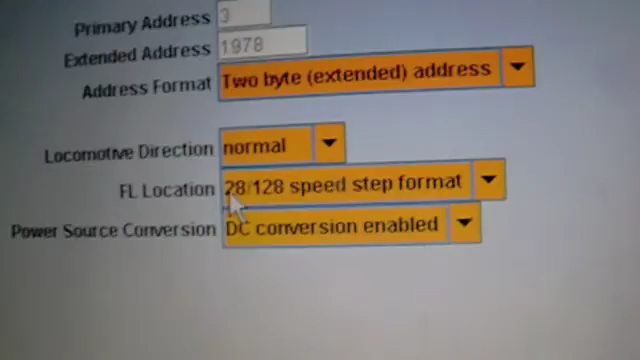 Primary Address 3
Extended Address 1978
Address Format Two byte (extended) address
Locomotive Direction normal
FL Location 28/128 speed step format
Power Source Conversion DC conversion enabled